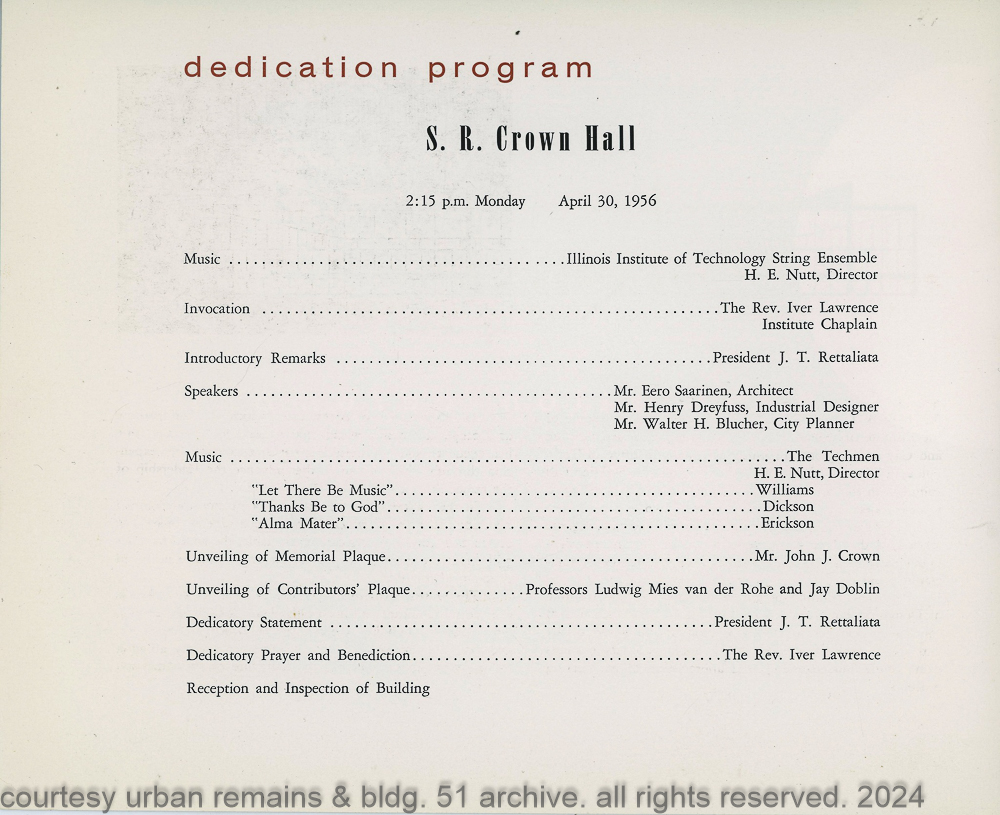 dedication program
S. R. Crown Hall
2:15 p.m. Monday April 30, 1956
Music ........................................ Illinois Institute of Technology String Ensemble
H. E. Nutt, Director
Invocation ........................................ The Rev. Iver Lawrence
Institute Chaplain
Introductory Remarks ........................................ President J. T. Rettaliata
Speakers ........................................ Mr. Eero Saarinen, Architect
Mr. Henry Dreyfuss, Industrial Designer
Mr. Walter H. Blucher, City Planner
Music ........................................ The Techmen
H. E. Nutt, Director
"Let There Be Music" ........................................ Williams
"Thanks Be to God" ........................................ Dickson
"Alma Mater" ........................................ Erickson
Unveiling of Memorial Plaque ........................................ Mr. John J. Crown
Unveiling of Contributors' Plaque .............. Professors Ludwig Mies van der Rohe and Jay Doblin
Dedicatory Statement ........................................ President J. T. Rettaliata
Dedicatory Prayer and Benediction ........................................ The Rev. Iver Lawrence
Reception and Inspection of Building
courtesy urban remains & bldg. 51 archive. all rights reserved. 2024